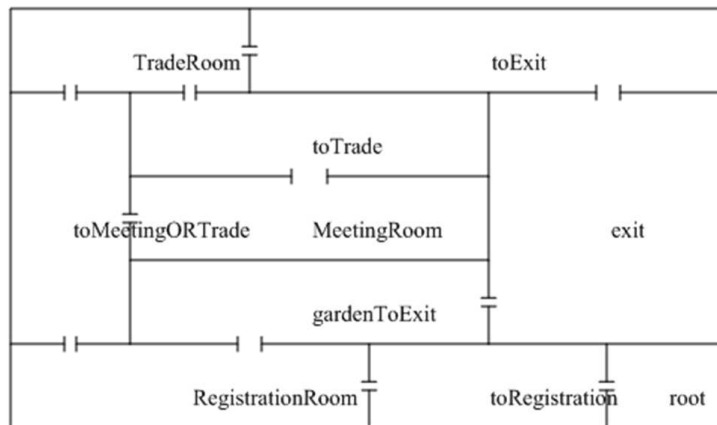 TradeRoom toExit
toTrade
toMeetingORTrade MeetingRoom exit
gardenToExit
RegistrationRoom toRegistration root